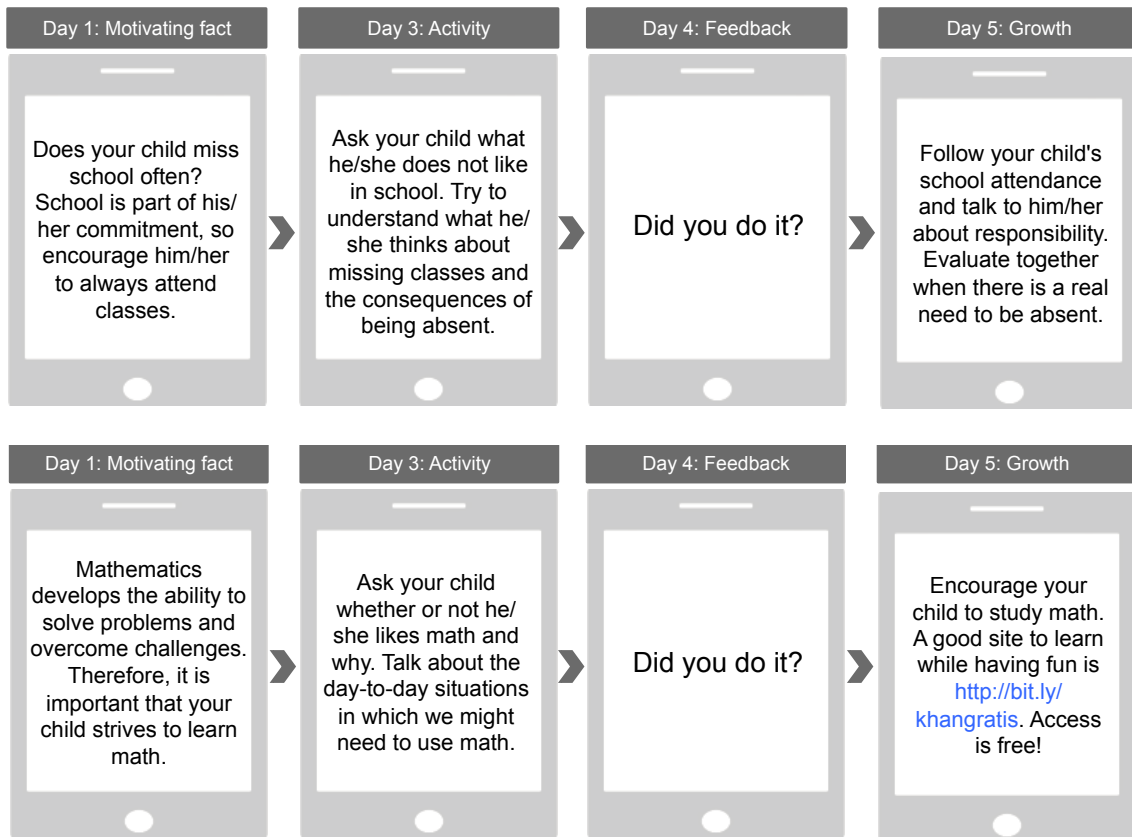 Day 1: Motivating fact
Does your child miss
school often?
School is part of his/
her commitment, so
encourage him/her
to always attend
classes.
Day 3: Activity
Ask your child what
he/she does not like
in school. Try to
understand what he/
she thinks about
missing classes and
the consequences of
being absent.
Day 4: Feedback
Did you do it?
Day 5: Growth
Follow your child's
school attendance
and talk to him/her
about responsibility.
Evaluate together
when there is a real
need to be absent.
Day 1: Motivating fact
Mathematics
develops the ability to
solve problems and
overcome challenges.
Therefore, it is
important that your
child strives to learn
math.
Day 3: Activity
Ask your child
whether or not he/
she likes math and
why. Talk about the
day-to-day situations
in which we might
need to use math.
Day 4: Feedback
Did you do it?
Day 5: Growth
Encourage your
child to study math.
A good site to learn
while having fun is
http://bit.ly/
khangratis. Access
is free!